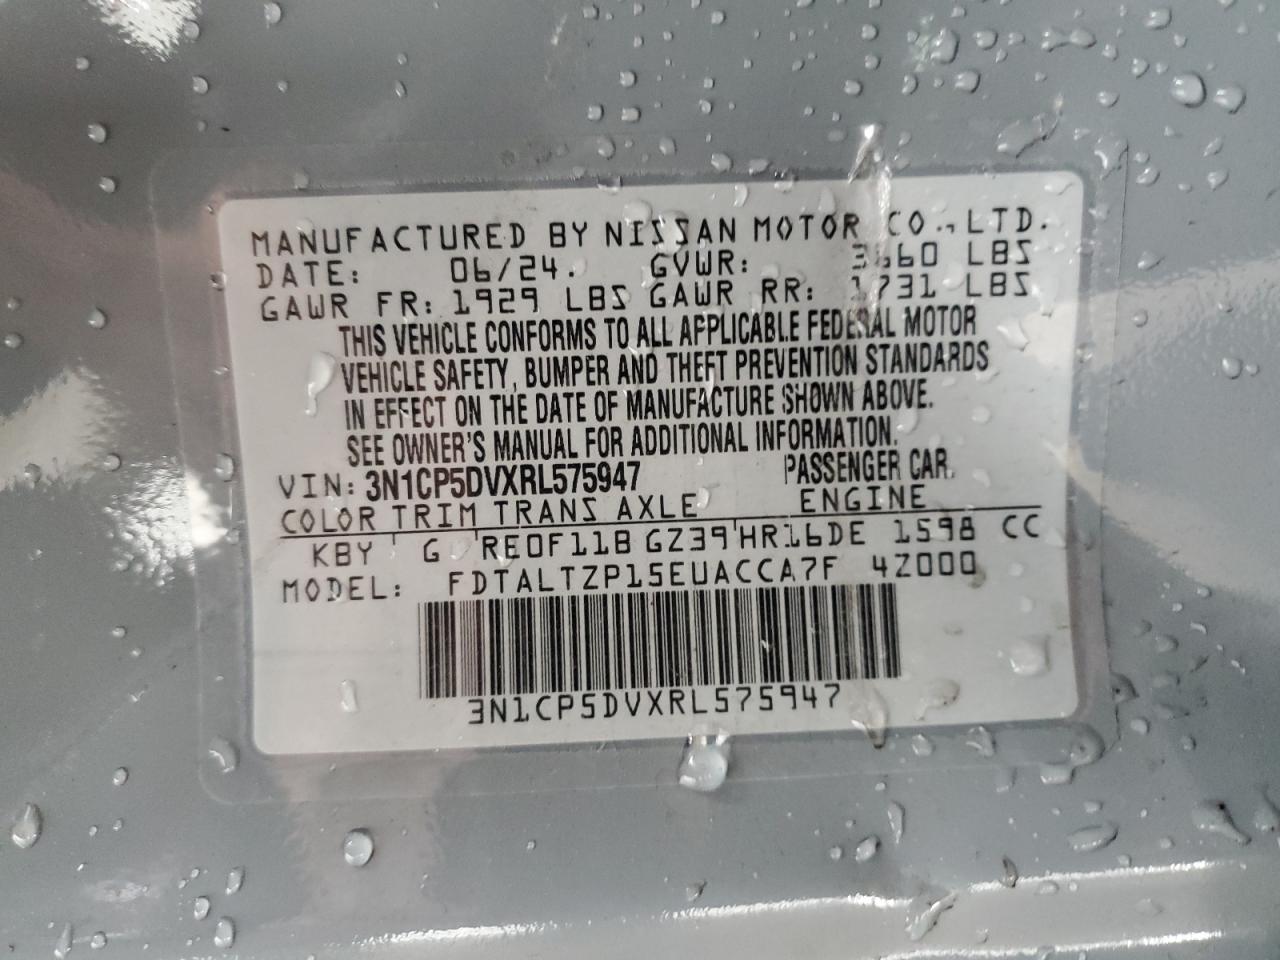 MANUFACTURED BY NISSAN MOTOR CO., LTD.
DATE: 06/24. GVWR: 3660 LBS
GAWR FR: 1929 LBS GAWR RR: 1731 LBS
THIS VEHICLE CONFORMS TO ALL APPLICABLE FEDERAL MOTOR
VEHICLE SAFETY, BUMPER AND THEFT PREVENTION STANDARDS
IN EFFECT ON THE DATE OF MANUFACTURE SHOWN ABOVE.
SEE OWNER'S MANUAL FOR ADDITIONAL INFORMATION.
VIN: 3N1CP5DVXRL575947 PASSENGER CAR.
COLOR TRIM TRANS AXLE ENGINE
KBY G RE0F11B GZ39 HR16DE 1598 CC
MODEL: FDTALTZP15EUACCA7F 4Z000
3N1CP5DVXRL575947